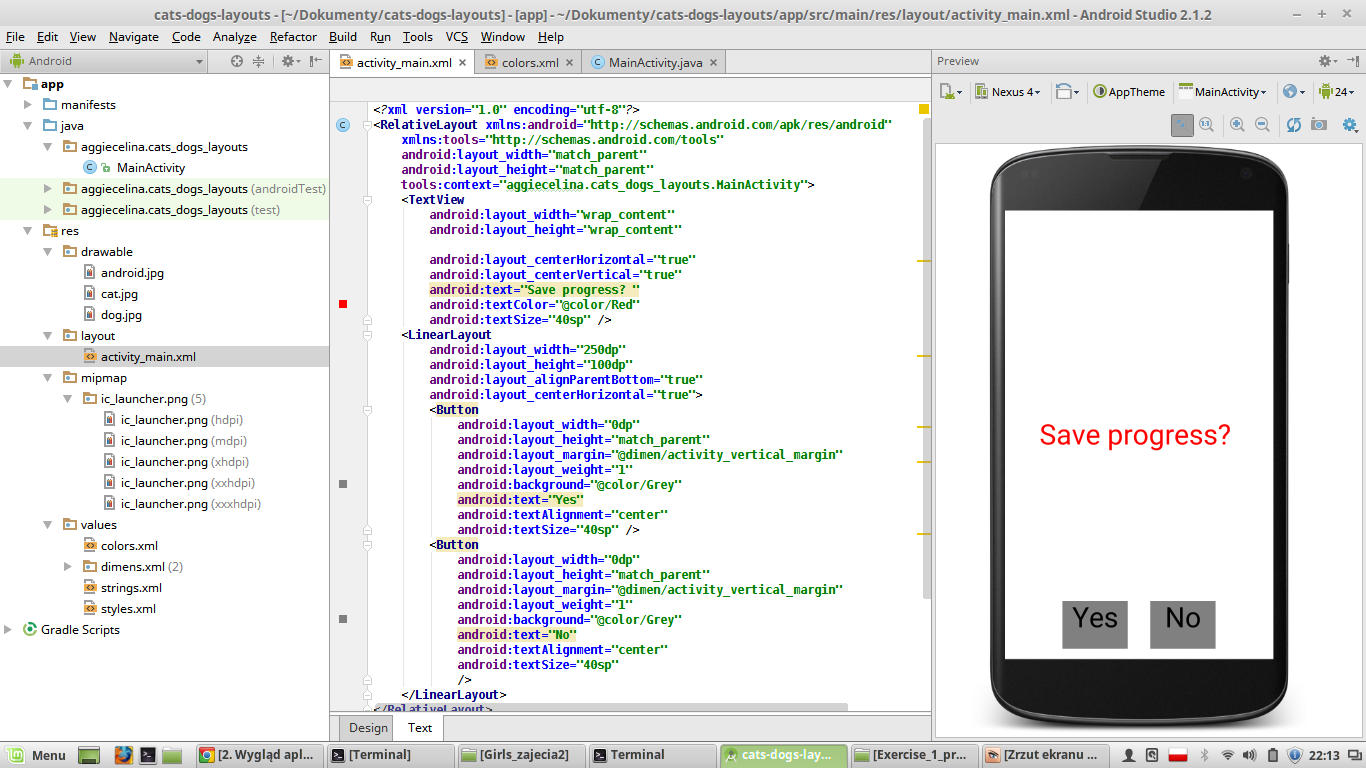 cats-dogs-layouts - [~/Dokumenty/cats-dogs-layouts] - [app] - ~/Dokumenty/cats-dogs-layouts/app/src/main/res/layout/activity_main.xml - Android Studio 2.1.2
File Edit View Navigate Code Analyze Refactor Build Run Tools VCS Window Help
Android
app
manifests
java
aggiecelina.cats_dogs_layouts
MainActivity
aggiecelina.cats_dogs_layouts (androidTest)
aggiecelina.cats_dogs_layouts (test)
res
drawable
android.jpg
cat.jpg
dog.jpg
layout
activity_main.xml
mipmap
ic_launcher.png (5)
ic_launcher.png (hdpi)
ic_launcher.png (mdpi)
ic_launcher.png (xhdpi)
ic_launcher.png (xxhdpi)
ic_launcher.png (xxxhdpi)
values
colors.xml
dimens.xml (2)
strings.xml
styles.xml
Gradle Scripts
activity_main.xml colors.xml MainActivity.java
<?xml version="1.0" encoding="utf-8"?>
<RelativeLayout xmlns:android="http://schemas.android.com/apk/res/android"
xmlns:tools="http://schemas.android.com/tools"
android:layout_width="match_parent"
android:layout_height="match_parent"
tools:context="aggiecelina.cats_dogs_layouts.MainActivity">
<TextView
android:layout_width="wrap_content"
android:layout_height="wrap_content"
android:layout_centerHorizontal="true"
android:layout_centerVertical="true"
android:text="Save progress? "
android:textColor="@color/Red"
android:textSize="40sp" />
<LinearLayout
android:layout_width="250dp"
android:layout_height="100dp"
android:layout_alignParentBottom="true"
android:layout_centerHorizontal="true">
<Button
android:layout_width="0dp"
android:layout_height="match_parent"
android:layout_margin="@dimen/activity_vertical_margin"
android:layout_weight="1"
android:background="@color/Grey"
android:text="Yes"
android:textAlignment="center"
android:textSize="40sp" />
<Button
android:layout_width="0dp"
android:layout_height="match_parent"
android:layout_margin="@dimen/activity_vertical_margin"
android:layout_weight="1"
android:background="@color/Grey"
android:text="No"
android:textAlignment="center"
android:textSize="40sp"
/>
</LinearLayout>
</RelativeLayout>
Design Text
Preview
Nexus 4 AppTheme MainActivity 24
1:1
Save progress?
Yes No
Menu [2. Wygląd apl... [Terminal] [Girls_zajecia2] Terminal cats-dogs-lay... [Exercise_1_pr... [Zrzut ekranu ... 22:13